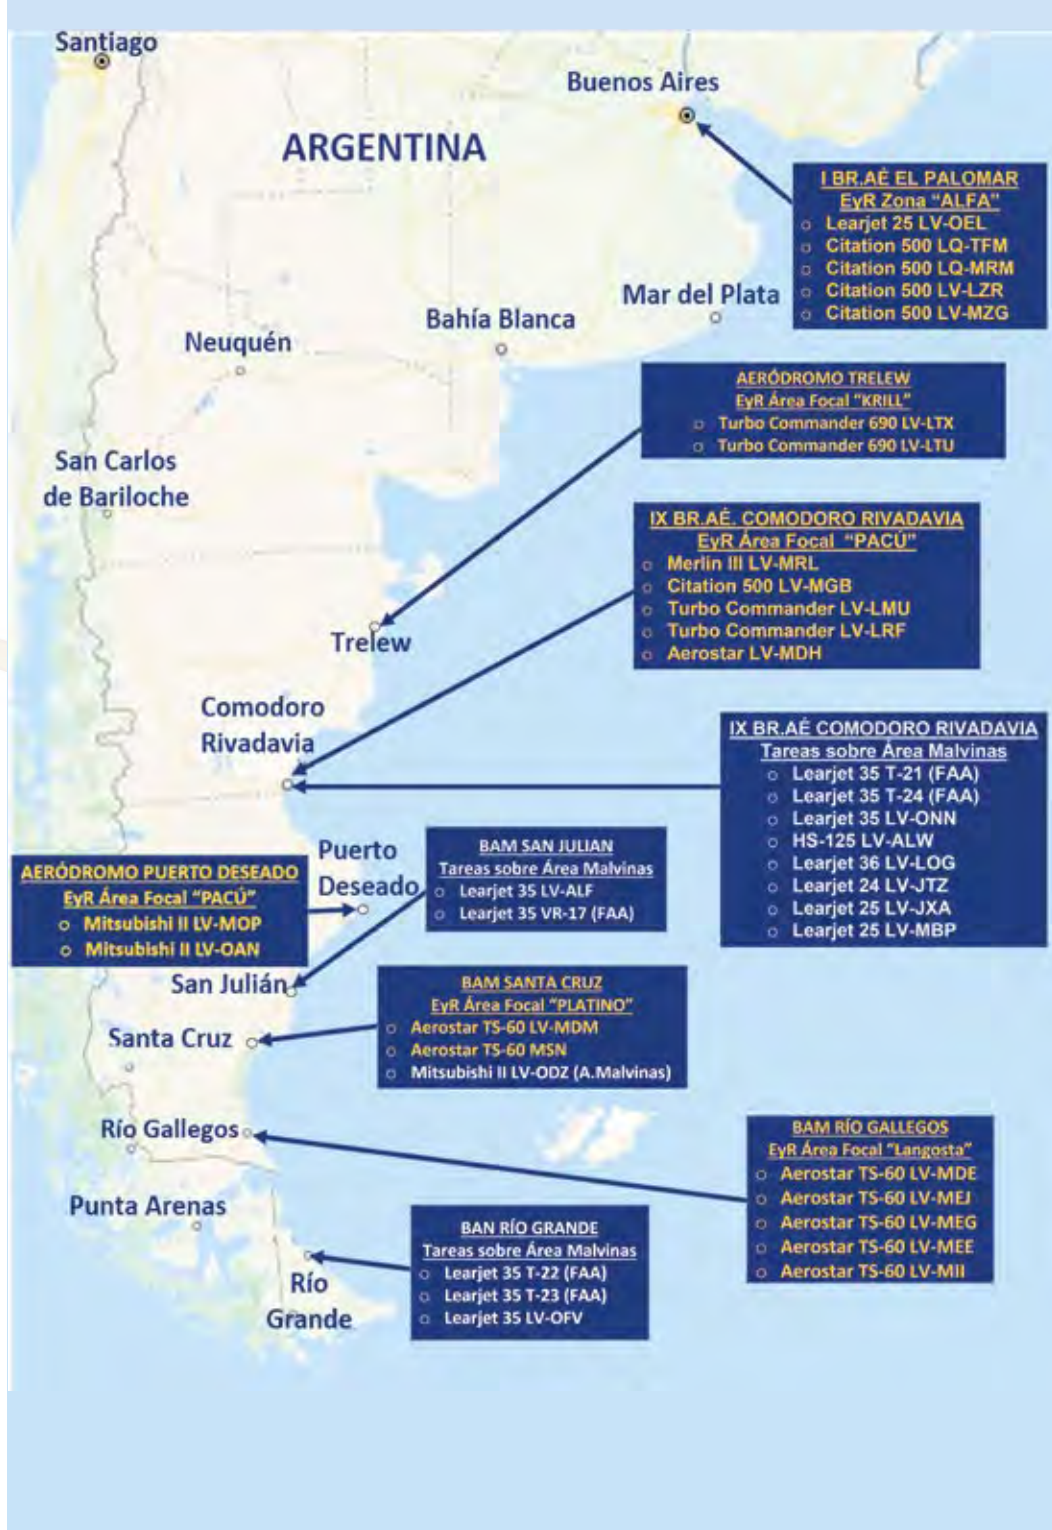 Santiago
Buenos Aires
ARGENTINA
I BR.AÉ EL PALOMAR
EyR Zona "ALFA"
o Learjet 25 LV-OEL
o Citation 500 LQ-TFM
o Citation 500 LQ-MRM
o Citation 500 LV-LZR
o Citation 500 LV-MZG
Mar del Plata
Bahía Blanca
Neuquén
AERÓDROMO TRELEW
EyR Área Focal "KRILL"
o Turbo Commander 690 LV-LTX
o Turbo Commander 690 LV-LTU
San Carlos
de Bariloche
IX BR.AÉ. COMODORO RIVADAVIA
EyR Área Focal "PACÚ"
o Merlin III LV-MRL
o Citation 500 LV-MGB
o Turbo Commander LV-LMU
o Turbo Commander LV-LRF
o Aerostar LV-MDH
Trelew
Comodoro
Rivadavia
IX BR.AÉ COMODORO RIVADAVIA
Tareas sobre Área Malvinas
o Learjet 35 T-21 (FAA)
o Learjet 35 T-24 (FAA)
o Learjet 35 LV-ONN
o HS-125 LV-ALW
o Learjet 36 LV-LOG
o Learjet 24 LV-JTZ
o Learjet 25 LV-JXA
o Learjet 25 LV-MBP
Puerto
Deseado
BAM SAN JULIAN
Tareas sobre Área Malvinas
o Learjet 35 LV-ALF
o Learjet 35 VR-17 (FAA)
AERÓDROMO PUERTO DESEADO
EyR Área Focal "PACÚ"
o Mitsubishi II LV-MOP
o Mitsubishi II LV-OAN
San Julián
BAM SANTA CRUZ
EyR Área Focal "PLATINO"
o Aerostar TS-60 LV-MDM
o Aerostar TS-60 MSN
o Mitsubishi II LV-ODZ (A.Malvinas)
Santa Cruz
Río Gallegos
BAM RÍO GALLEGOS
EyR Área Focal "Langosta"
o Aerostar TS-60 LV-MDE
o Aerostar TS-60 LV-MEJ
o Aerostar TS-60 LV-MEG
o Aerostar TS-60 LV-MEE
o Aerostar TS-60 LV-MII
Punta Arenas
BAN RÍO GRANDE
Tareas sobre Área Malvinas
o Learjet 35 T-22 (FAA)
o Learjet 35 T-23 (FAA)
o Learjet 35 LV-OFV
Río
Grande